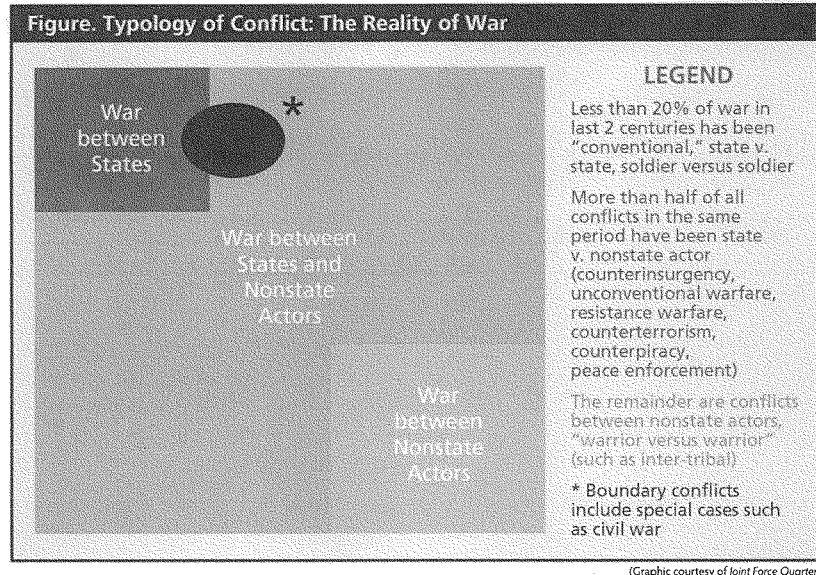 Figure. Typology of Conflict: The Reality of War
War
between
States
*
War between
States and
Nonstate
Actors
War
between
Nonstate
Actors
LEGEND
Less than 20% of war in
last 2 centuries has been
"conventional," state v.
state, soldier versus soldier
More than half of all
conflicts in the same
period have been state
v. nonstate actor
(counterinsurgency,
unconventional warfare,
resistance warfare,
counterterrorism,
counterpiracy,
peace enforcement)
The remainder are conflicts
between nonstate actors,
"warrior versus warrior"
(such as inter-tribal)
* Boundary conflicts
include special cases such
as civil war
(Graphic courtesy of Joint Force